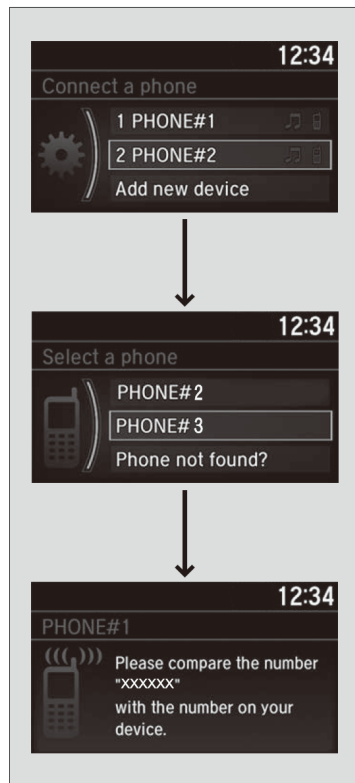 12:34
Connect a phone
1 PHONE#1
2 PHONE#2
Add new device
12:34
Select a phone
PHONE#2
PHONE#3
Phone not found?
12:34
PHONE#1
Please compare the number
"XXXXXX"
with the number on your
device.